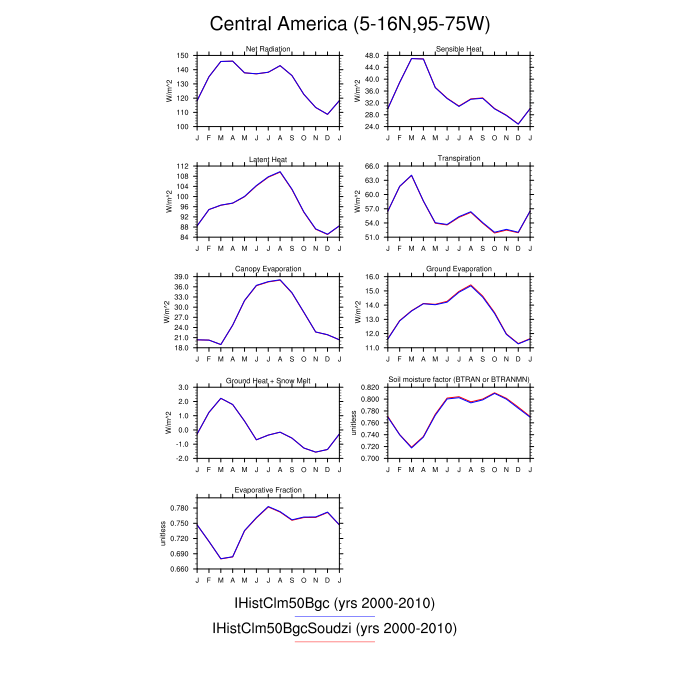 Central America (5-16N,95-75W)
Net Radiation
W/m^2
150
140
130
120
110
100
J F M A M J J A S O N D J
Sensible Heat
W/m^2
48.0
44.0
40.0
36.0
32.0
28.0
24.0
J F M A M J J A S O N D J
Latent Heat
W/m^2
112
108
104
100
96
92
88
84
J F M A M J J A S O N D J
Transpiration
W/m^2
66.0
63.0
60.0
57.0
54.0
51.0
J F M A M J J A S O N D J
Canopy Evaporation
W/m^2
39.0
36.0
33.0
30.0
27.0
24.0
21.0
18.0
J F M A M J J A S O N D J
Ground Evaporation
W/m^2
16.0
15.0
14.0
13.0
12.0
11.0
J F M A M J J A S O N D J
Ground Heat + Snow Melt
W/m^2
3.0
2.0
1.0
0.0
-1.0
-2.0
J F M A M J J A S O N D J
Soil moisture factor (BTRAN or BTRANMN)
unitless
0.820
0.800
0.780
0.760
0.740
0.720
0.700
J F M A M J J A S O N D J
Evaporative Fraction
unitless
0.780
0.750
0.720
0.690
0.660
J F M A M J J A S O N D J
IHistClm50Bgc (yrs 2000-2010)
IHistClm50BgcSoudzi (yrs 2000-2010)